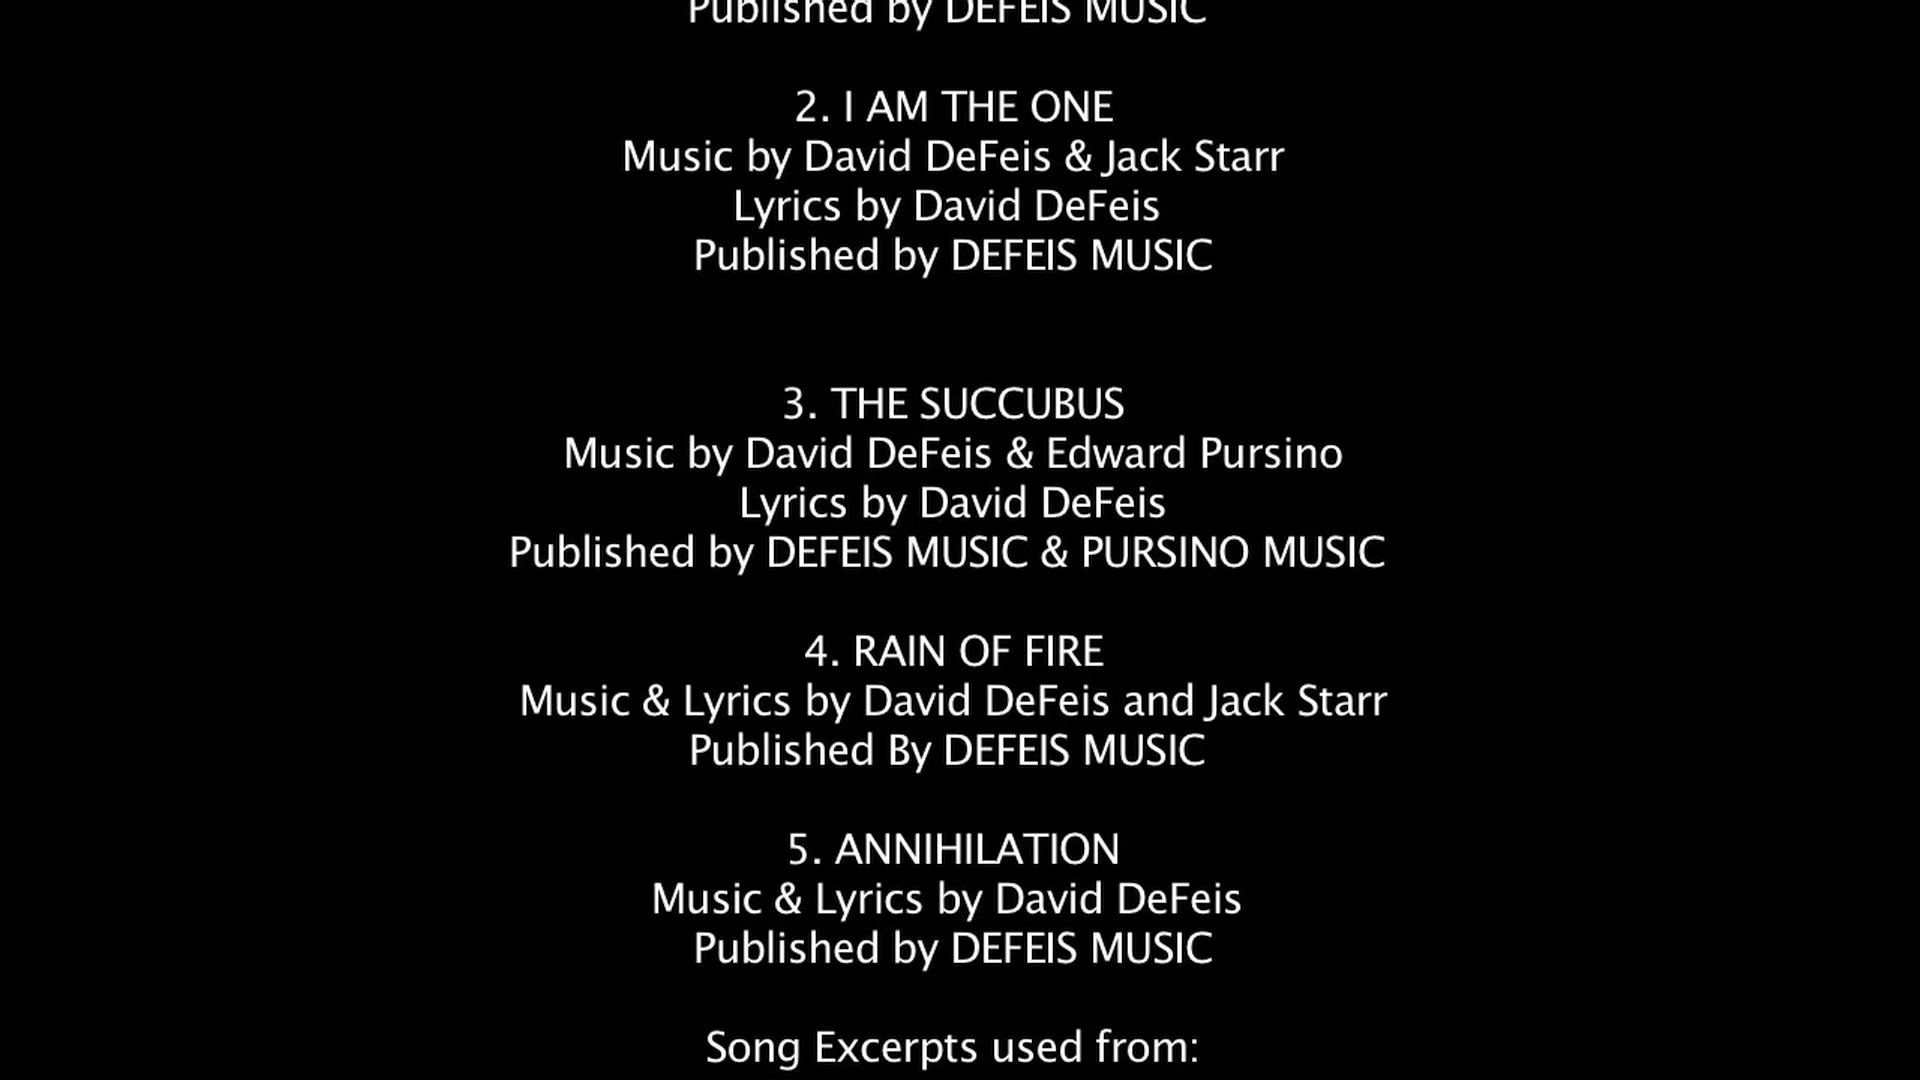 Published by DEFEIS MUSIC
2. I AM THE ONE
Music by David DeFeis & Jack Starr
Lyrics by David DeFeis
Published by DEFEIS MUSIC
3. THE SUCCUBUS
Music by David DeFeis & Edward Pursino
Lyrics by David DeFeis
Published by DEFEIS MUSIC & PURSINO MUSIC
4. RAIN OF FIRE
Music & Lyrics by David DeFeis and Jack Starr
Published By DEFEIS MUSIC
5. ANNIHILATION
Music & Lyrics by David DeFeis
Published by DEFEIS MUSIC
Song Excerpts used from: